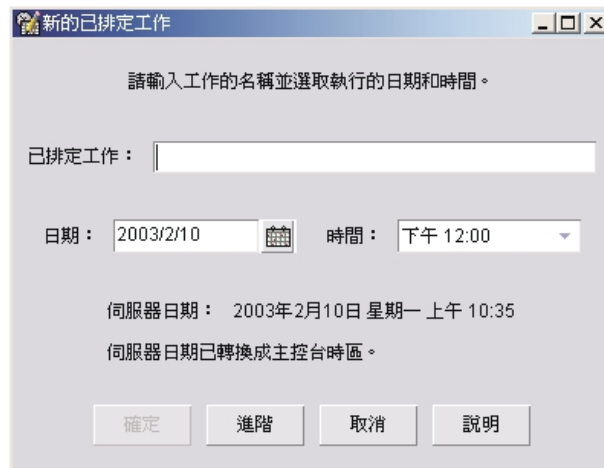 新的已排定工作
請輸入工作的名稱並選取執行的日期和時間。
已排定工作：
日期： 2003/2/10 時間： 下午 12:00
伺服器日期： 2003年2月10日 星期一 上午 10:35
伺服器日期已轉換成主控台時區。
確定 進階 取消 說明